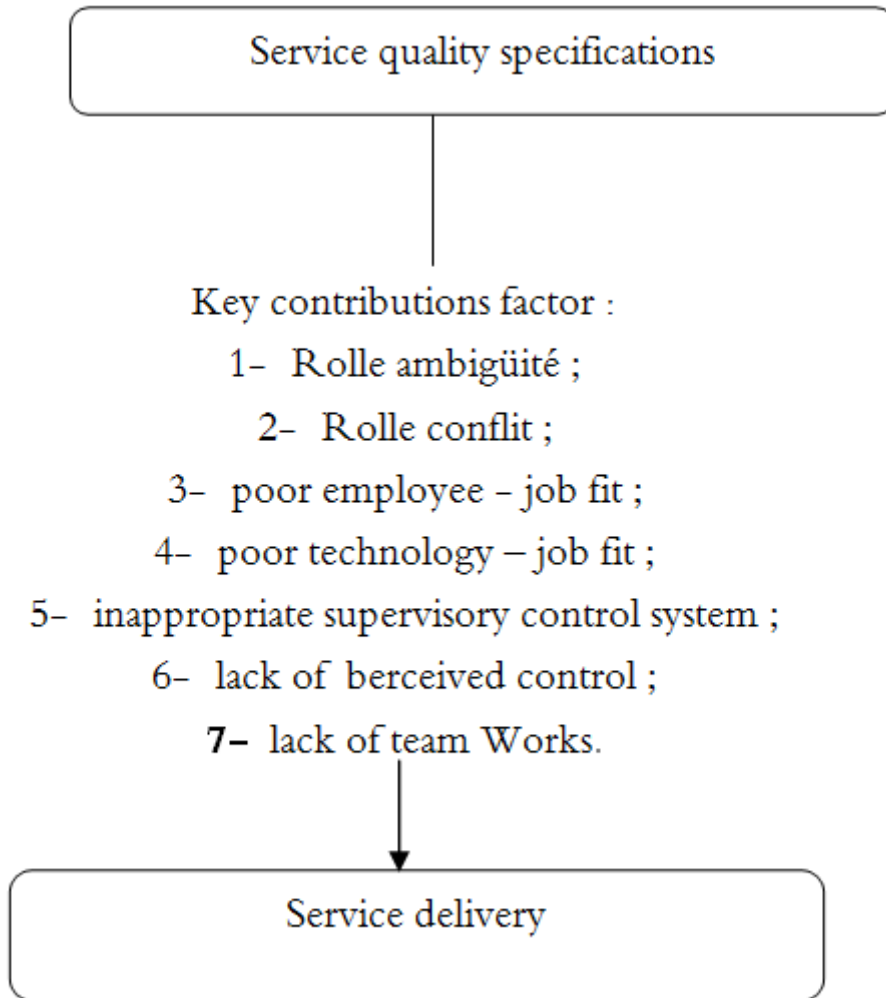 Service quality specifications
Key contributions factor :
1- Rolle ambigüité ;
2- Rolle conflit ;
3- poor employee - job fit ;
4- poor technology – job fit ;
5- inappropriate supervisory control system ;
6- lack of berceived control ;
7- lack of team Works.
Service delivery